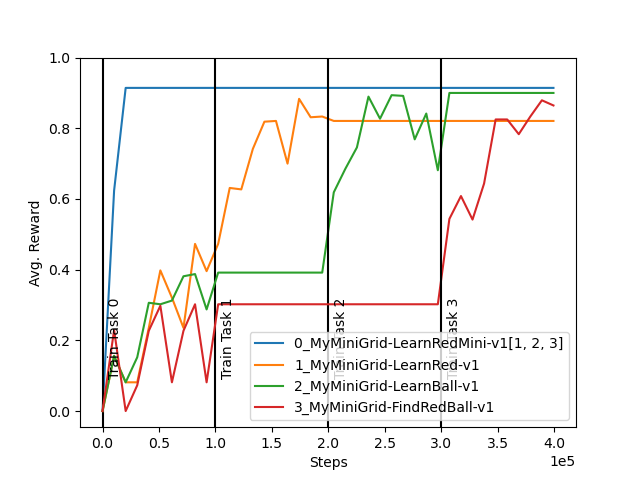 1.0
0.8
0.6
0.4
0.2
0.0
Avg. Reward
Train Task 0
Train Task 1
Train Task 2
Train Task 3
0_MyMiniGrid-LearnRedMini-v1[1, 2, 3]
1_MyMiniGrid-LearnRed-v1
2_MyMiniGrid-LearnBall-v1
3_MyMiniGrid-FindRedBall-v1
0.0 0.5 1.0 1.5 2.0 2.5 3.0 3.5 4.0
1e5
Steps